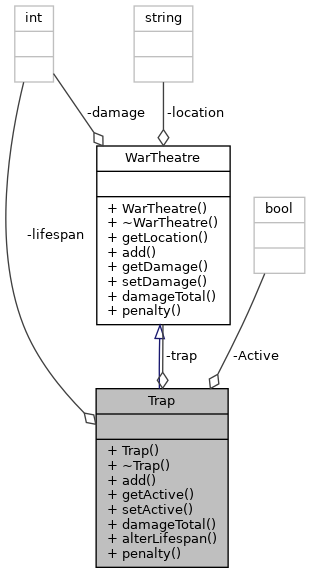 int
string
-damage
-location
WarTheatre
+ WarTheatre()
+ ~WarTheatre()
+ getLocation()
+ add()
+ getDamage()
+ setDamage()
+ damageTotal()
+ penalty()
bool
-lifespan
-trap
-Active
Trap
+ Trap()
+ ~Trap()
+ add()
+ getActive()
+ setActive()
+ damageTotal()
+ alterLifespan()
+ penalty()